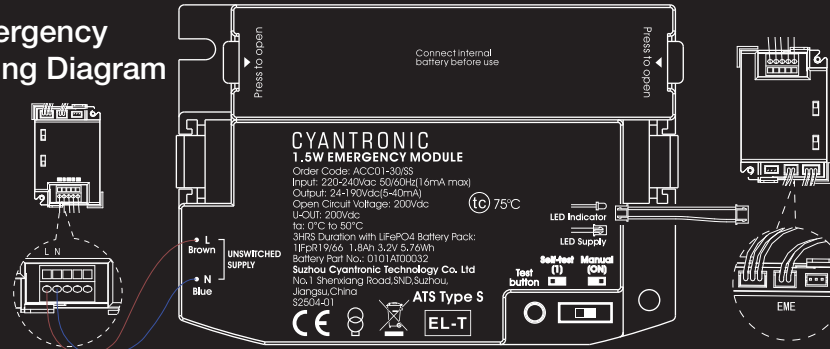 ergency
ing Diagram
Press to open
Connect internal
battery before use
Press to open
CYANTRONIC
1.5W EMERGENCY MODULE
Order Code: ACC01-30/SS
Input: 220-240Vac 50/60Hz(16mA max)
Output: 24-190Vdc(5-40mA)
Open Circuit Voltage: 200Vdc
U-OUT: 200Vdc
ta: 0°C to 50°C
3HRS Duration with LiFePO4 Battery Pack:
1IFpR19/66 1.8Ah 3.2V 5.76Wh
Battery Part No.: 0101AT00032
Suzhou Cyantronic Technology Co. Ltd
No.1 Shenxiang Road,SND,Suzhou,
Jiangsu,China
S2504-01
CE
ATS Type S
EL-T
tc 75°C
LED Indicator
LED Supply
Self-test
(1)
Manual
(ON)
Test
button
L N
L
Brown
UNSWITCHED
SUPPLY
N
Blue
EME